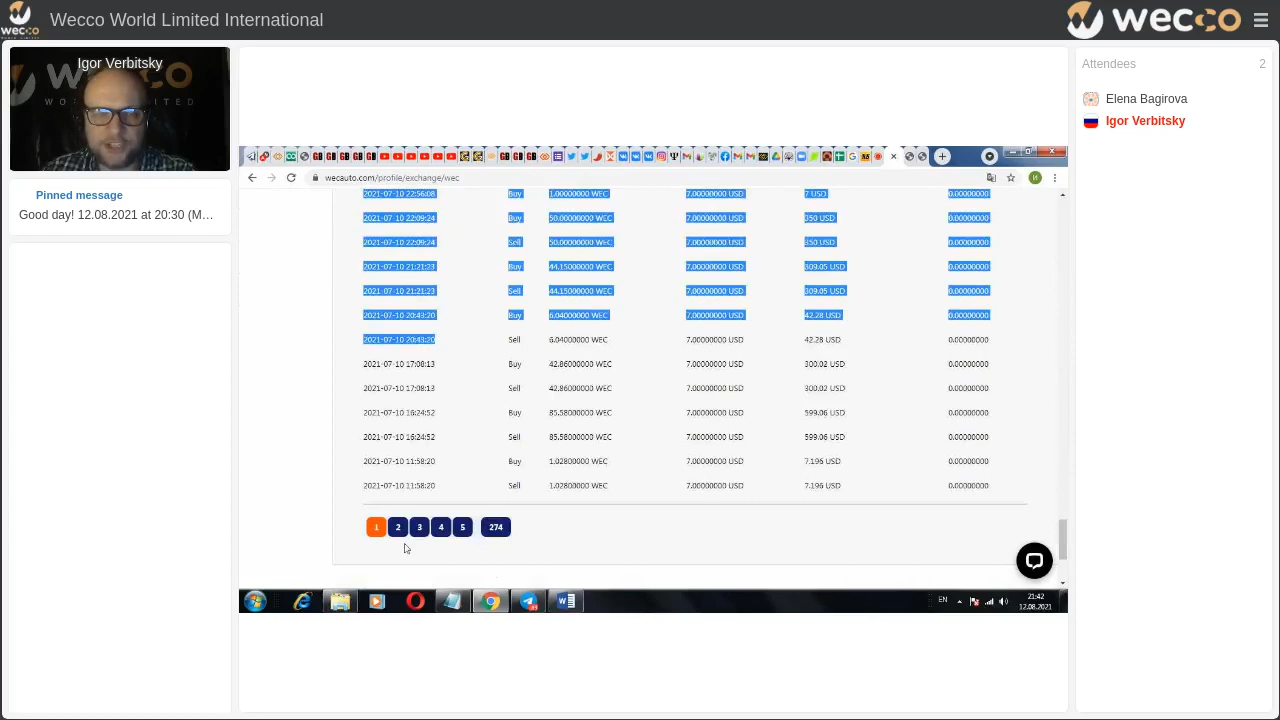 wecco
WORLD LIMITED
Wecco World Limited International
wecco
Igor Verbitsky
Pinned message
Good day! 12.08.2021 at 20:30 (M...
Attendees 2
Elena Bagirova
Igor Verbitsky
wecauto.com/profile/exchange/wec
2021-07-10 22:56:08 Buy 1.00000000 WEC 7.00000000 USD 7 USD 0.00000000
2021-07-10 22:09:24 Buy 50.00000000 WEC 7.00000000 USD 350 USD 0.00000000
2021-07-10 22:09:24 Sell 50.00000000 WEC 7.00000000 USD 350 USD 0.00000000
2021-07-10 21:21:23 Buy 44.15000000 WEC 7.00000000 USD 309.05 USD 0.00000000
2021-07-10 21:21:23 Sell 44.15000000 WEC 7.00000000 USD 309.05 USD 0.00000000
2021-07-10 20:43:20 Buy 6.04000000 WEC 7.00000000 USD 42.28 USD 0.00000000
2021-07-10 20:43:20 Sell 6.04000000 WEC 7.00000000 USD 42.28 USD 0.00000000
2021-07-10 17:08:13 Buy 42.86000000 WEC 7.00000000 USD 300.02 USD 0.00000000
2021-07-10 17:08:13 Sell 42.86000000 WEC 7.00000000 USD 300.02 USD 0.00000000
2021-07-10 16:24:52 Buy 85.58000000 WEC 7.00000000 USD 599.06 USD 0.00000000
2021-07-10 16:24:52 Sell 85.58000000 WEC 7.00000000 USD 599.06 USD 0.00000000
2021-07-10 11:58:20 Buy 1.02800000 WEC 7.00000000 USD 7.196 USD 0.00000000
2021-07-10 11:58:20 Sell 1.02800000 WEC 7.00000000 USD 7.196 USD 0.00000000
1 2 3 4 5 274
EN
21:42
12.08.2021